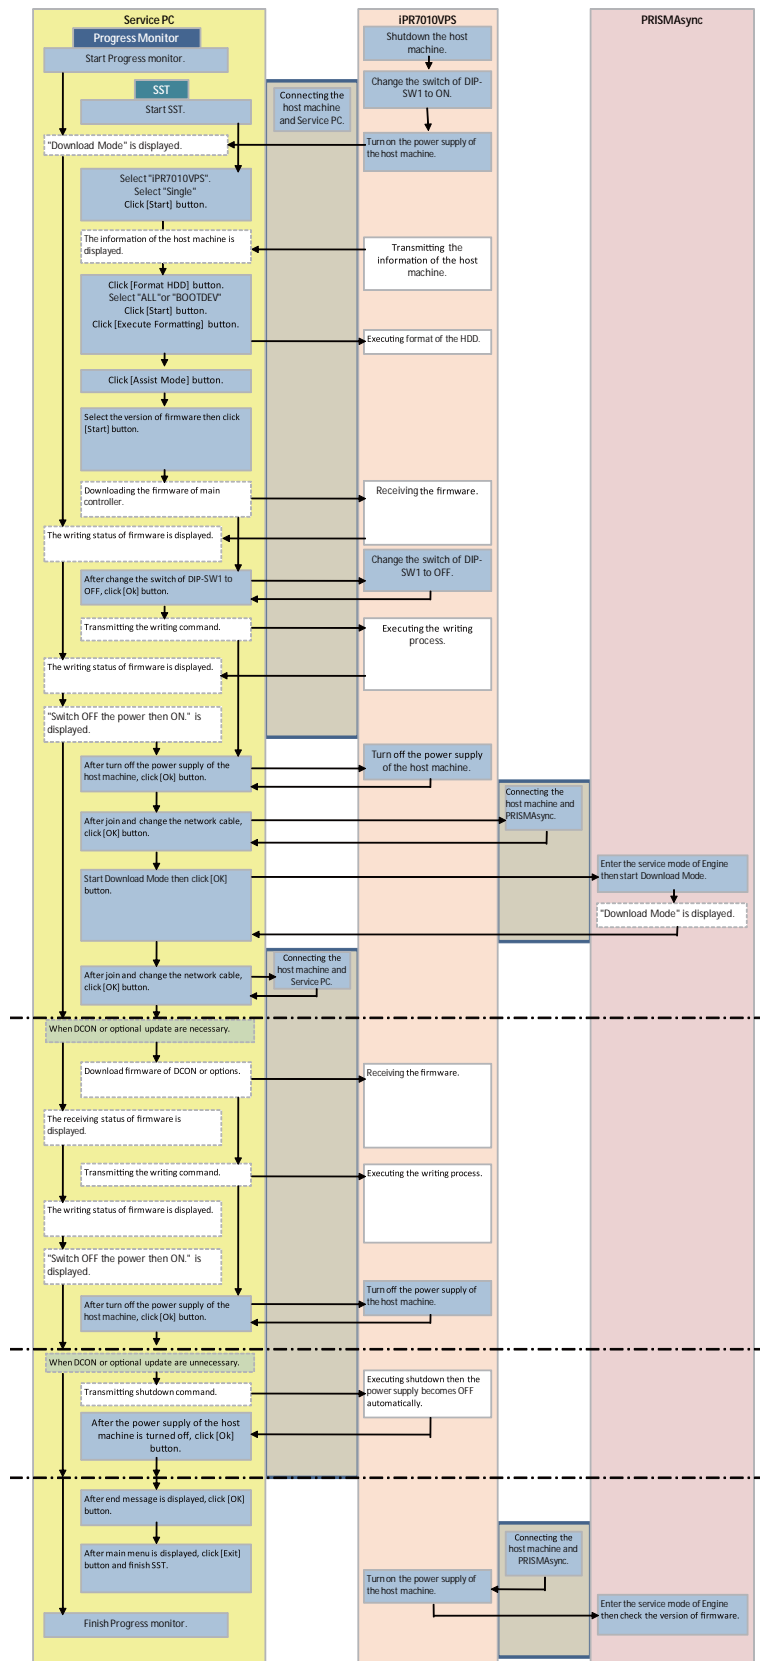 Service PC
iPR7010VPS
PRISMAsync
Progress Monitor
Start Progress monitor.
Shutdown the host
machine.
SST
Start SST.
Connecting the
host machine
and Service PC.
Change the switch of DIP-
SW1 to ON.
"Download Mode" is displayed.
Turn on the power supply of
the host machine.
Select "iPR7010VPS".
Select "Single"
Click [Start] button.
The information of the host machine is
displayed.
Transmitting the
information of the host
machine.
Click [Format HDD] button.
Select "ALL"or "BOOTDEV"
Click [Start] button.
Click [Execute Formatting] button.
Executing format of the HDD.
Click [Assist Mode] button.
Select the version of firmware then click
[Start] button.
Downloading the firmware of main
controller.
Receiving the firmware.
The writing status of firmware is displayed.
Change the switch of DIP-
SW1 to OFF.
After change the switch of DIP-SW1 to
OFF, click [Ok] button.
Transmitting the writing command.
Executing the writing
process.
The writing status of firmware is displayed.
"Switch OFF the power then ON." is
displayed.
After turn off the power supply of the
host machine, click [Ok] button.
Turn off the power supply
of the host machine.
After join and change the network cable,
click [OK] button.
Connecting the
host machine and
PRISMAsync.
Start Download Mode then click [OK]
button.
Enter the service mode of Engine
then start Download Mode.
"Download Mode" is displayed.
After join and change the network cable,
click [OK] button.
Connecting the
host machine and
Service PC.
When DCON or optional update are necessary.
Download firmware of DCON or options.
Receiving the firmware.
The receiving status of firmware is
displayed.
Transmitting the writing command.
Executing the writing process.
The writing status of firmware is displayed.
"Switch OFF the power then ON." is
displayed.
After turn off the power supply of the
host machine, click [Ok] button.
Turn off the power supply of
the host machine.
When DCON or optional update are unnecessary.
Transmitting shutdown command.
Executing shutdown then the
power supply becomes OFF
automatically.
After the power supply of the host
machine is turned off, click [Ok]
button.
After end message is displayed, click [OK]
button.
After main menu is displayed, click [Exit]
button and finish SST.
Connecting the
host machine and
PRISMAsync.
Turn on the power supply of
the host machine.
Enter the service mode of Engine
then check the version of firmware.
Finish Progress monitor.